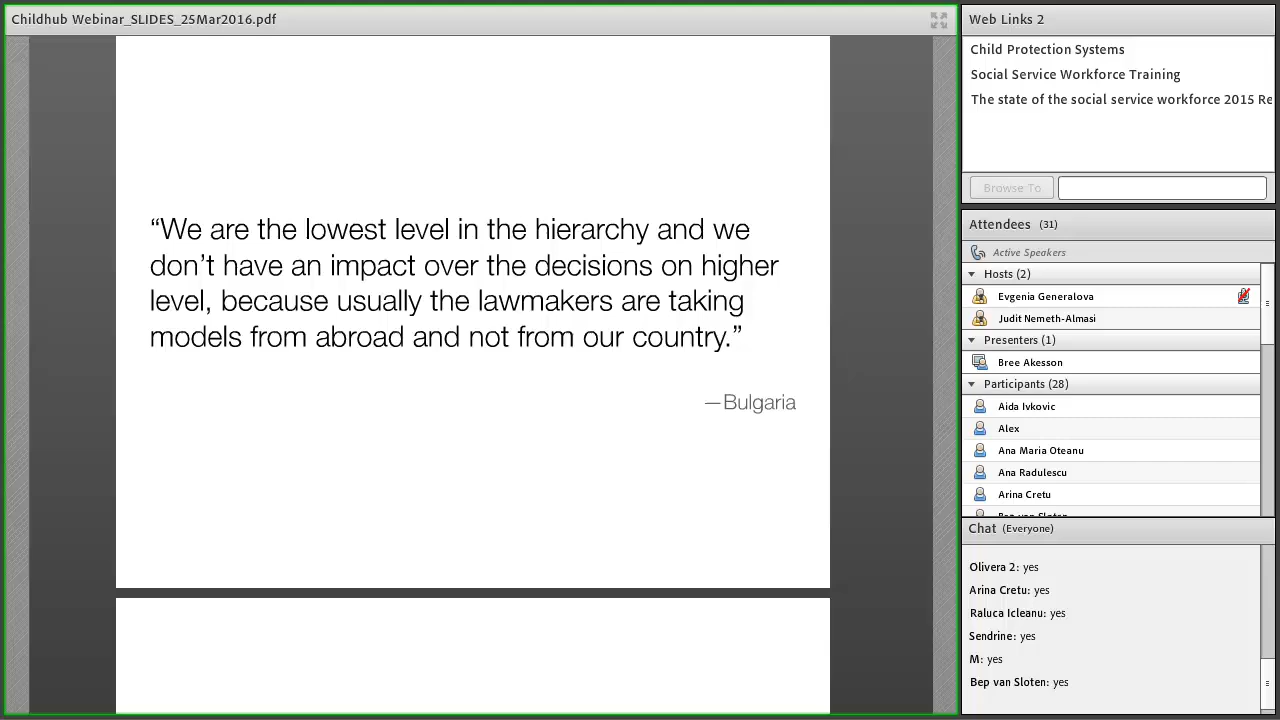 Childhub Webinar_SLIDES_25Mar2016.pdf
“We are the lowest level in the hierarchy and we
don’t have an impact over the decisions on higher
level, because usually the lawmakers are taking
models from abroad and not from our country.”
—Bulgaria
Web Links 2
Child Protection Systems
Social Service Workforce Training
The state of the social service workforce 2015 Re
Browse To
Attendees (31)
Active Speakers
Hosts (2)
Evgenia Generalova
Judit Nemeth-Almasi
Presenters (1)
Bree Akesson
Participants (28)
Aida Ivkovic
Alex
Ana Maria Oteanu
Ana Radulescu
Arina Cretu
Bep van Sloten
Chat (Everyone)
Olivera 2: yes
Arina Cretu: yes
Raluca Icleanu: yes
Sendrine: yes
M: yes
Bep van Sloten: yes